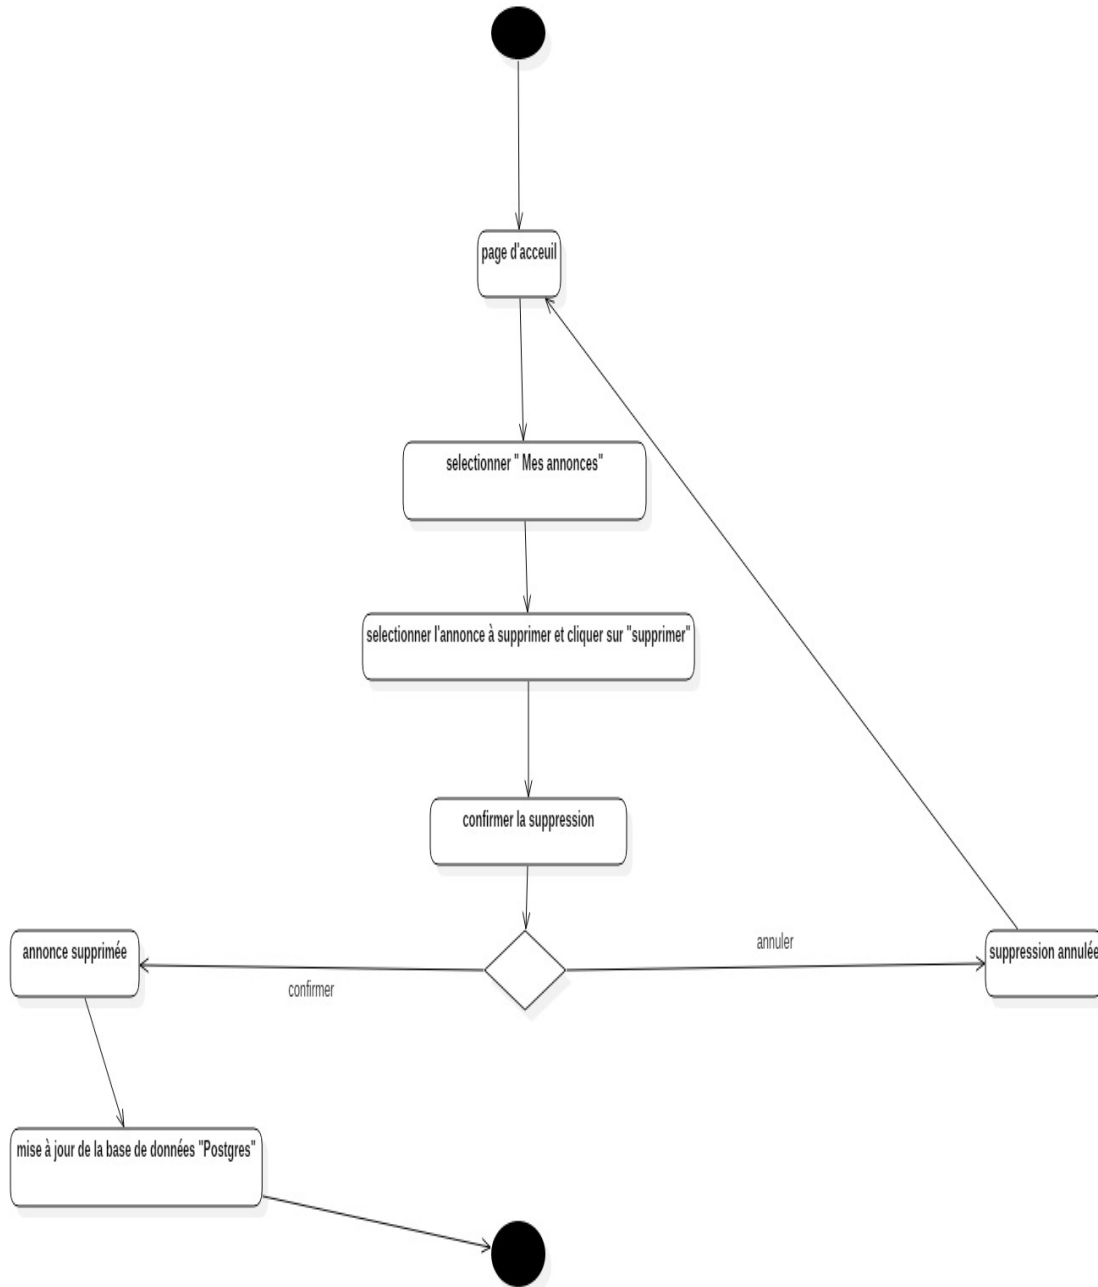 page d'acceuil
selectionner " Mes annonces"
selectionner l'annonce à supprimer et cliquer sur "supprimer"
confirmer la suppression
annuler
annonce supprimée
suppression annulée
confirmer
mise à jour de la base de données "Postgres"